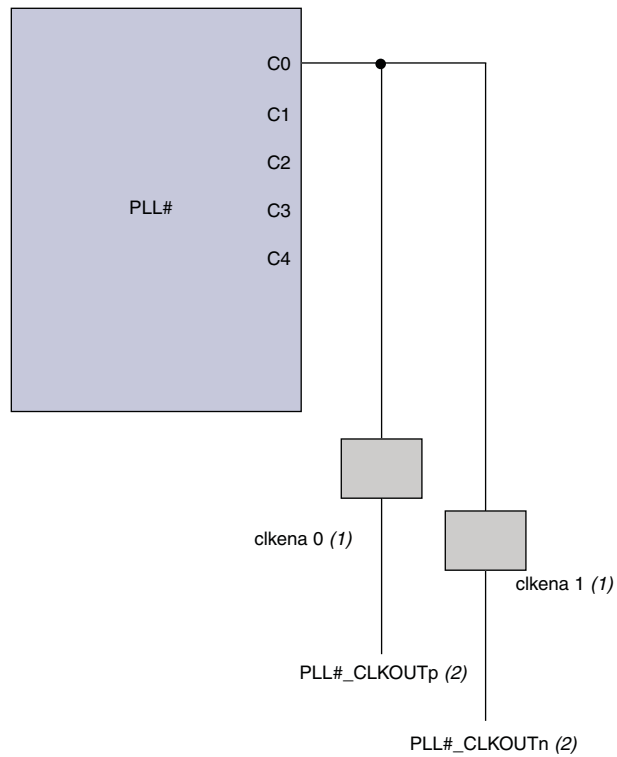 C0
C1
C2
PLL#
C3
C4
clkena 0 (1)
clkena 1 (1)
PLL#_CLKOUTp (2)
PLL#_CLKOUTn (2)